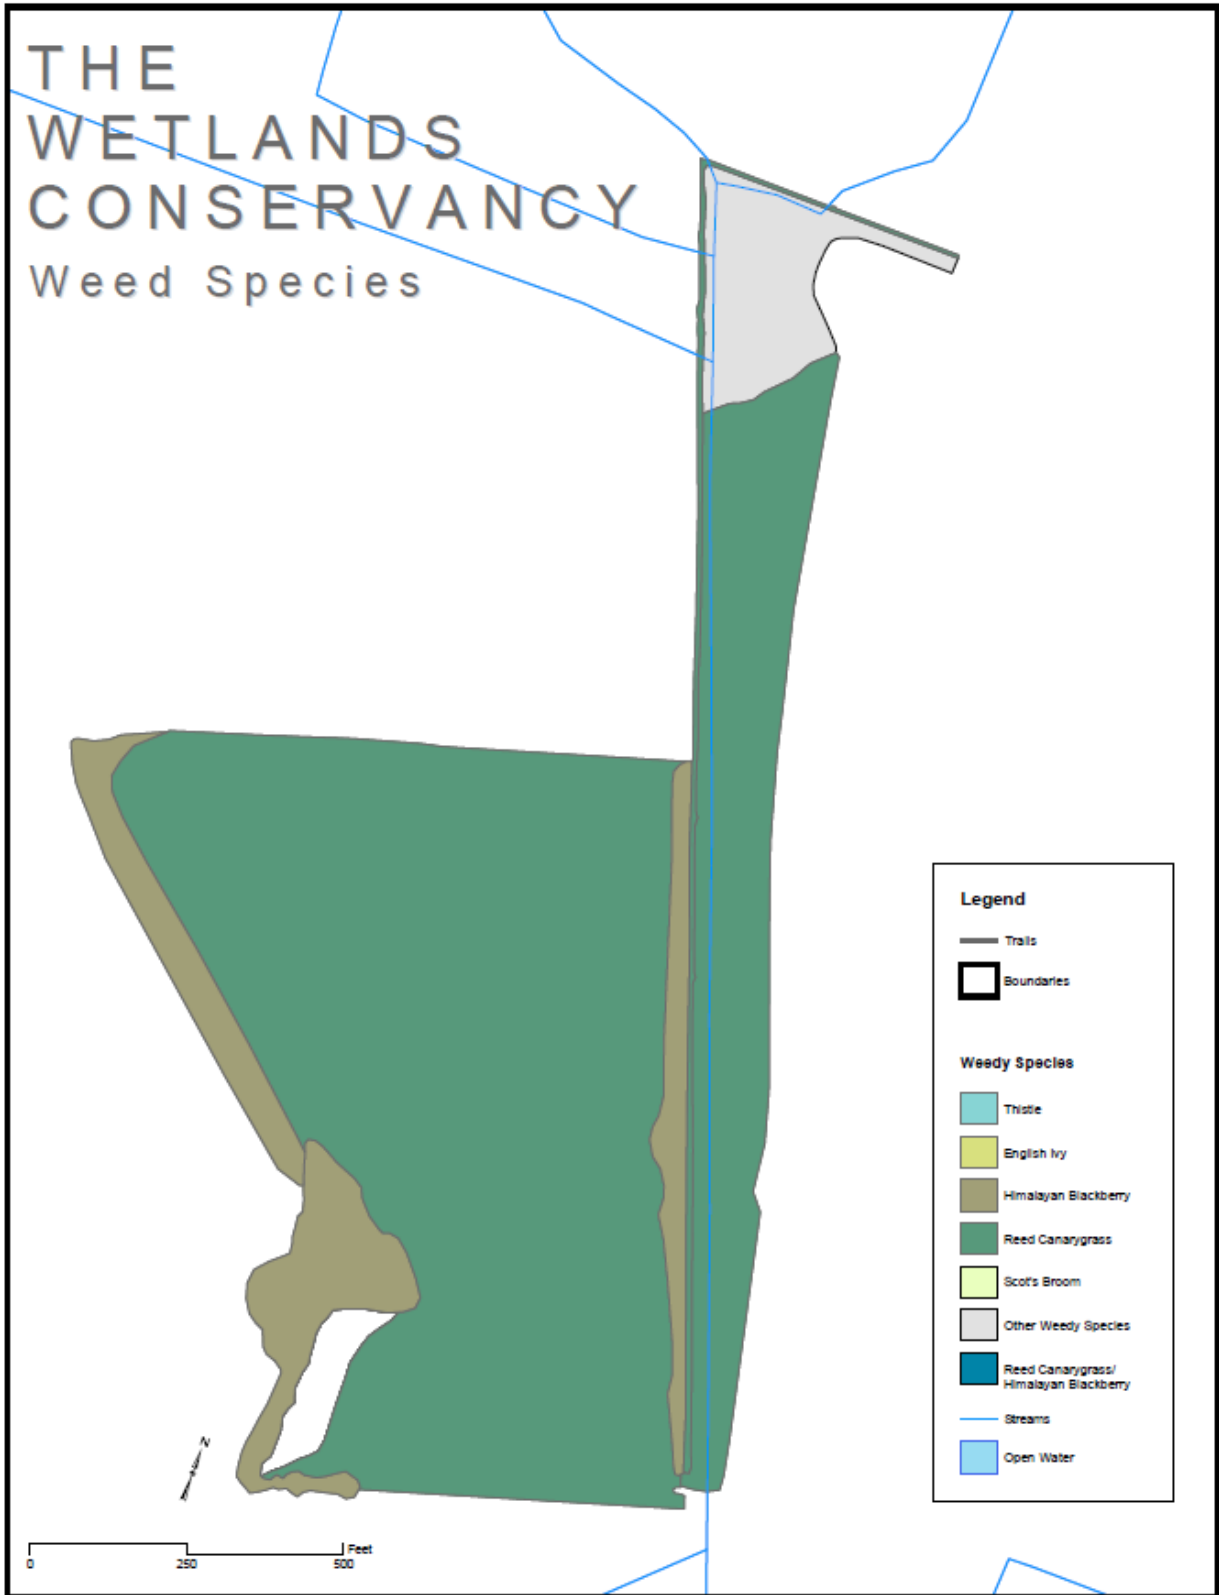 THE
WETLANDS
CONSERVANCY
Weed Species
Legend
Trails
Boundaries
Weedy Species
Thistle
English Ivy
Himalayan Blackberry
Reed Canarygrass
Scot's Broom
Other Weedy Species
Reed Canarygrass/
Himalayan Blackberry
Streams
Open Water
N
Feet
0 250 500